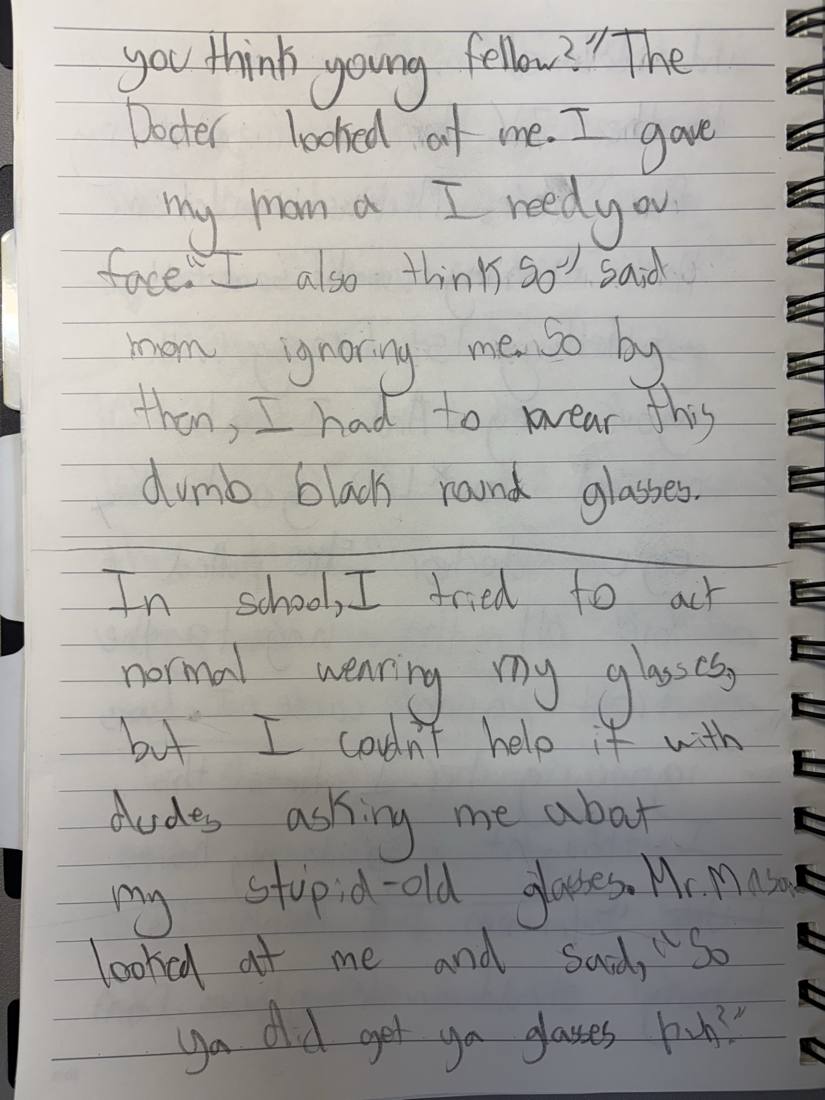 you think young fellow?" The
Docter looked at me. I gave
my mom a I need you
face. "I also think so" said
mom ignoring me. So by
then, I had to wear this
dumb black round glasses.
In school, I tried to act
normal wearing my glasses,
but I couldn't help it with
dudes asking me about
my stupid-old glasses. Mr.
looked at me and said, "So
ya did get ya glasses huh?"